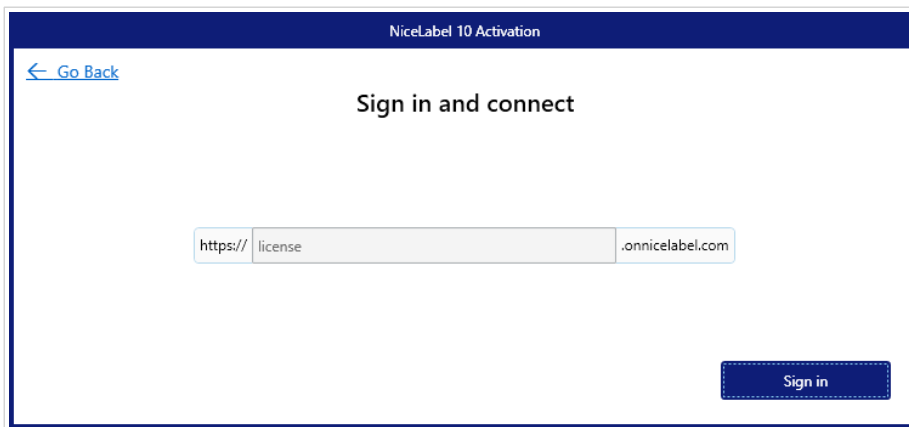 NiceLabel 10 Activation
← Go Back
Sign in and connect
https:// license .onnicelabel.com
Sign in